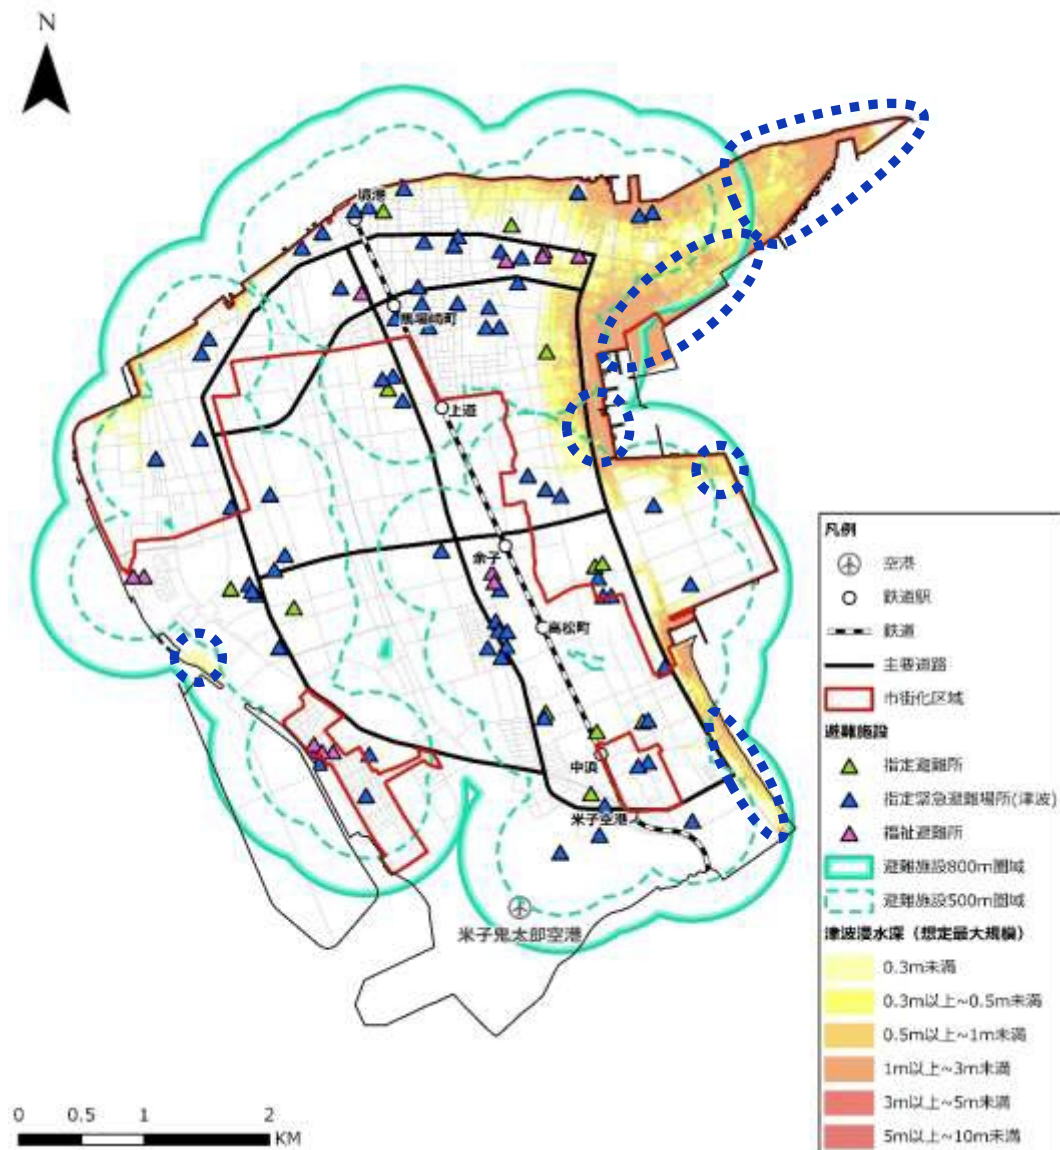 N
境港
馬場崎町
上道
余子
高松町
中浜
米子空港
米子鬼太郎空港
凡例
空港
鉄道駅
鉄道
主要道路
市街化区域
避難施設
指定避難所
指定緊急避難場所(津波)
福祉避難所
避難施設800m圏域
避難施設500m圏域
津波浸水深（想定最大規模）
0.3m未満
0.3m以上~0.5m未満
0.5m以上~1m未満
1m以上~3m未満
3m以上~5m未満
5m以上~10m未満
0 0.5 1 2
KM